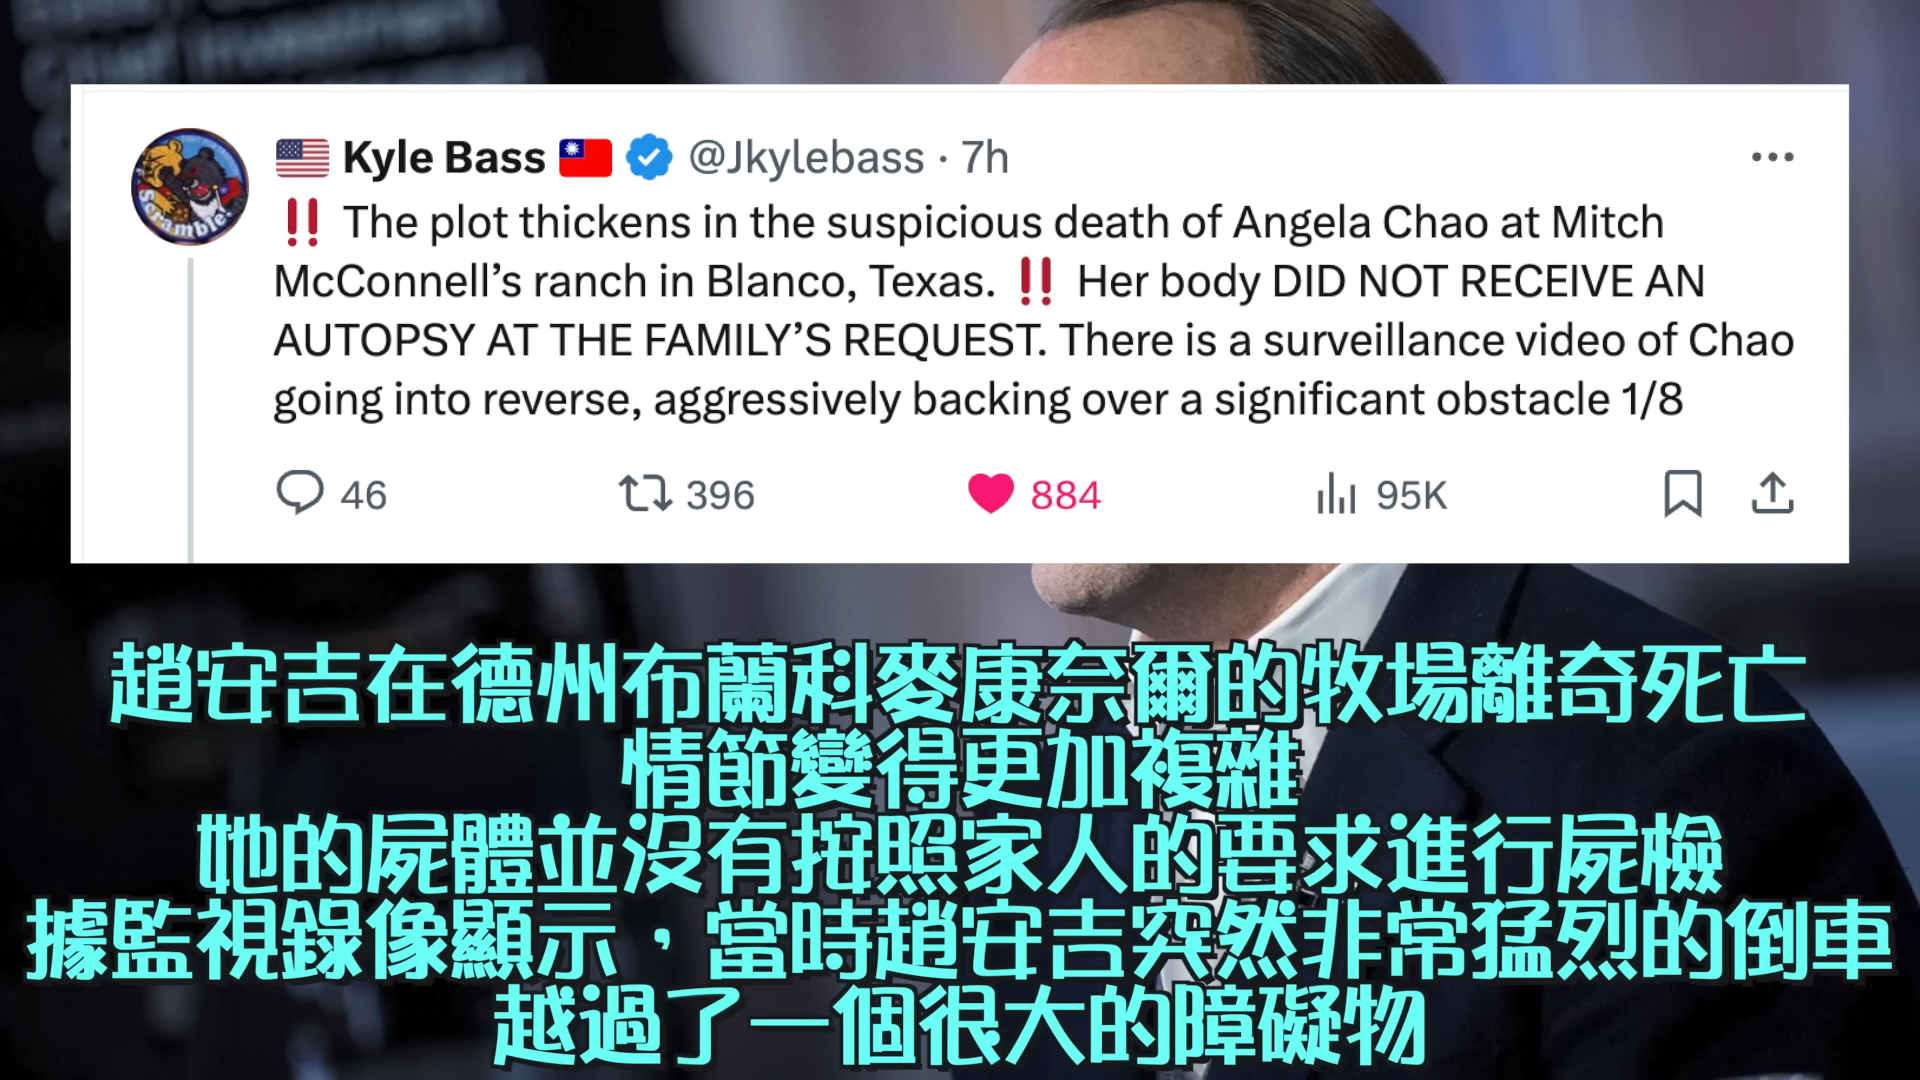 🇺🇸 Kyle Bass 🇹🇼 @Jkylebass · 7h
‼️ The plot thickens in the suspicious death of Angela Chao at Mitch
McConnell’s ranch in Blanco, Texas. ‼️ Her body DID NOT RECEIVE AN
AUTOPSY AT THE FAMILY’S REQUEST. There is a surveillance video of Chao
going into reverse, aggressively backing over a significant obstacle 1/8
46 396 884 95K
Scramble!
趙安吉在德州布蘭科麥康奈爾的牧場離奇死亡
情節變得更加複雜
她的屍體並沒有按照家人的要求進行屍檢
據監視錄像顯示，當時趙安吉突然非常猛烈的倒車
越過了一個很大的障礙物